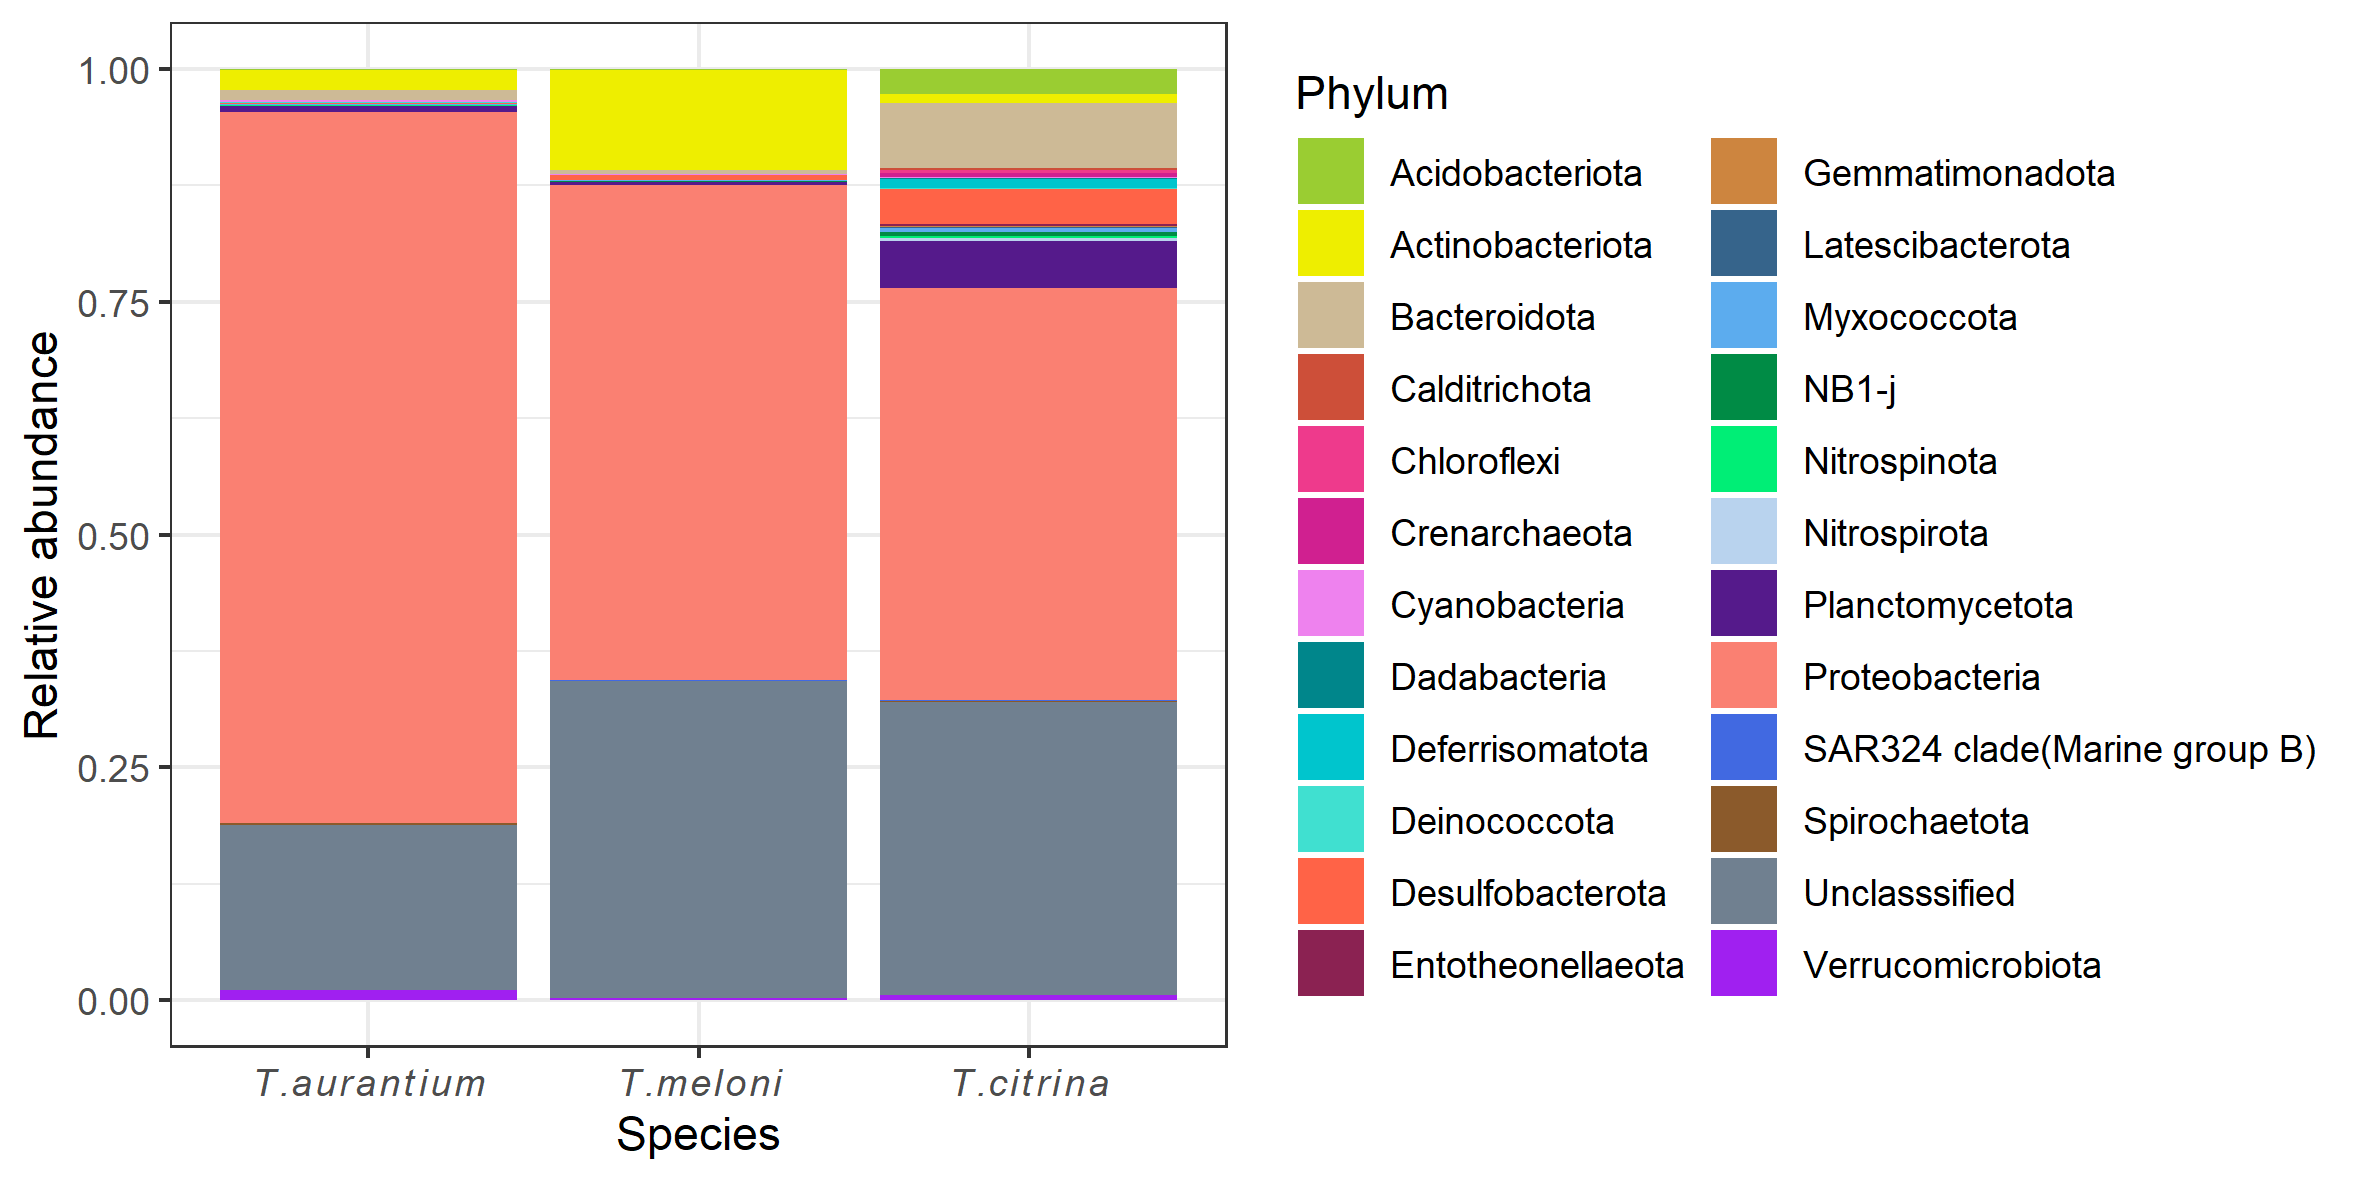 1.00
0.75
0.50
0.25
0.00
Relative abundance
T.aurantium
T.meloni
T.citrina
Species
Phylum
Acidobacteriota
Actinobacteriota
Bacteroidota
Calditrichota
Chloroflexi
Crenarchaeota
Cyanobacteria
Dadabacteria
Deferrisomatota
Deinococcota
Desulfobacterota
Entotheonellaeota
Gemmatimonadota
Latescibacterota
Myxococcota
NB1-j
Nitrospinota
Nitrospirota
Planctomycetota
Proteobacteria
SAR324 clade(Marine group B)
Spirochaetota
Unclasssified
Verrucomicrobiota